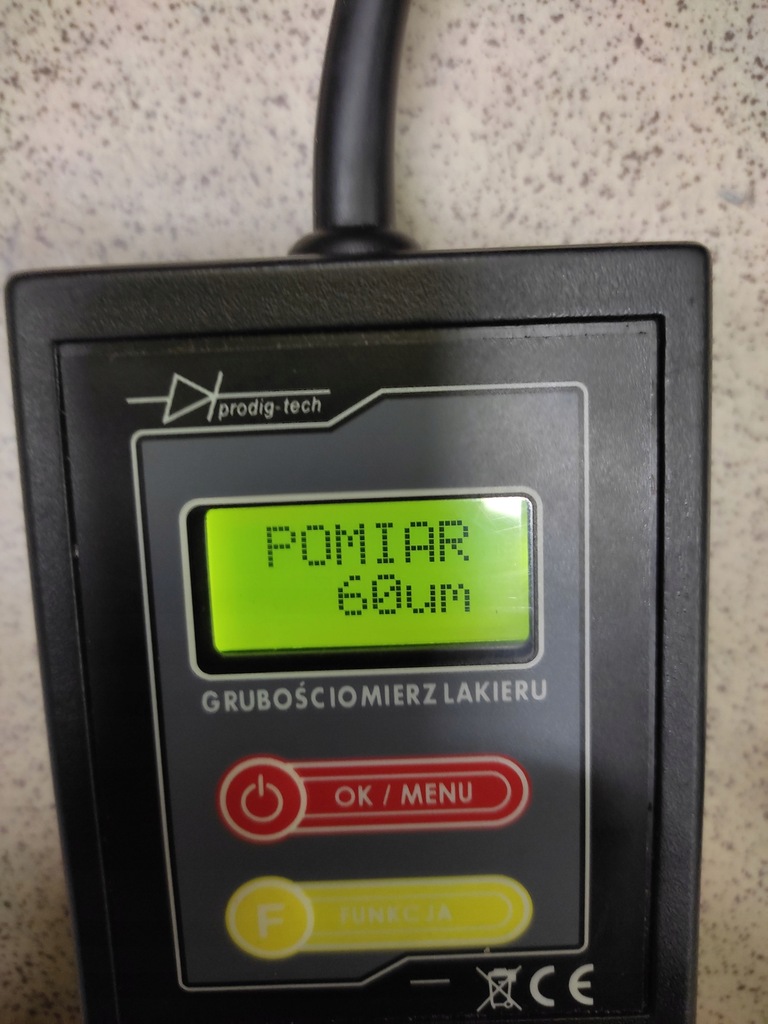 prodig-tech
POMIAR
60um
GRUBOŚCIOMIERZ LAKIERU
OK / MENU
F FUNKCJA
CE